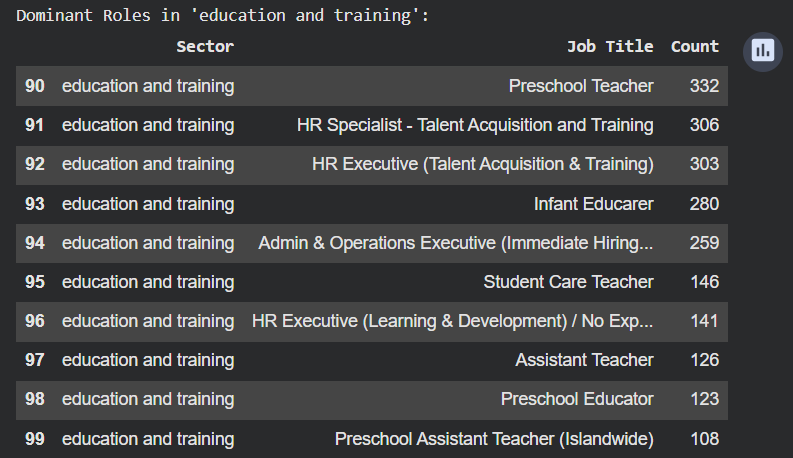 Dominant Roles in 'education and training':
Sector Job Title Count
90 education and training Preschool Teacher 332
91 education and training HR Specialist - Talent Acquisition and Training 306
92 education and training HR Executive (Talent Acquisition & Training) 303
93 education and training Infant Educarer 280
94 education and training Admin & Operations Executive (Immediate Hiring... 259
95 education and training Student Care Teacher 146
96 education and training HR Executive (Learning & Development) / No Exp... 141
97 education and training Assistant Teacher 126
98 education and training Preschool Educator 123
99 education and training Preschool Assistant Teacher (Islandwide) 108